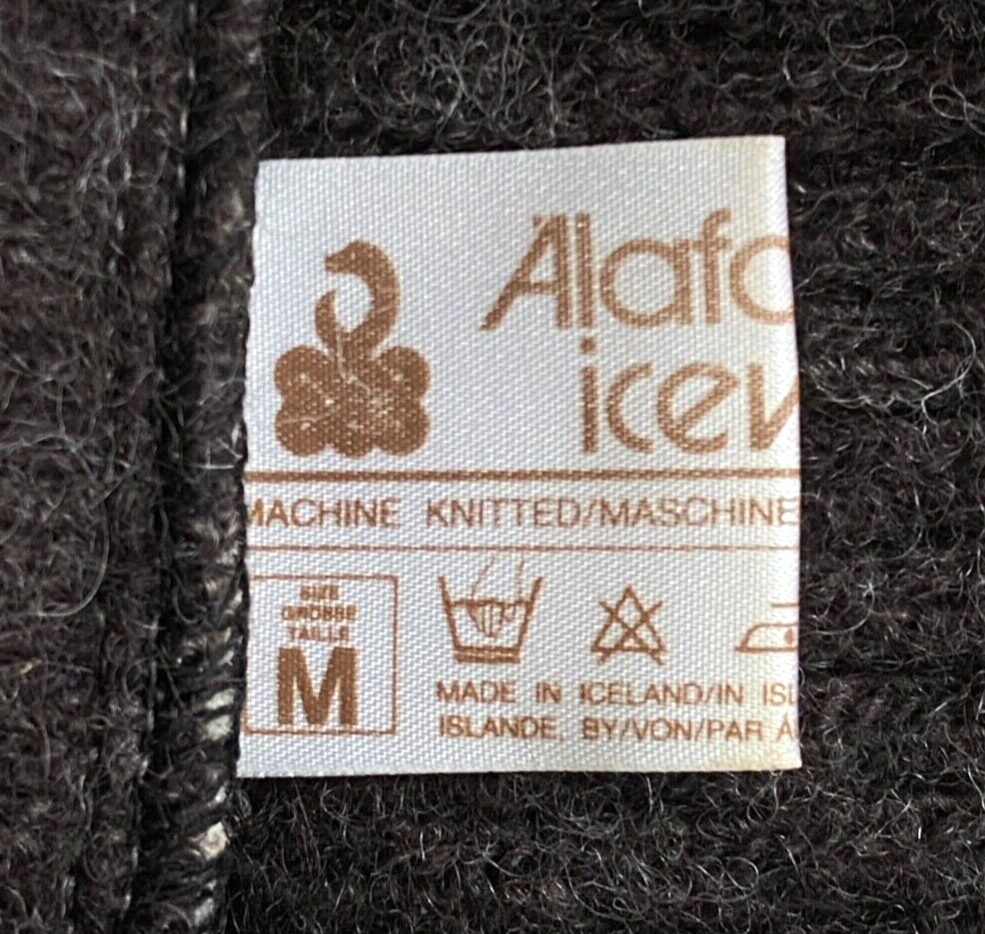 Álafo
icew
MACHINE KNITTED/MASCHINE
SIZE
GRÖSSE
TAILLE
M
MADE IN ICELAND/IN ISL
ISLANDE, BY/VON/PAR Á